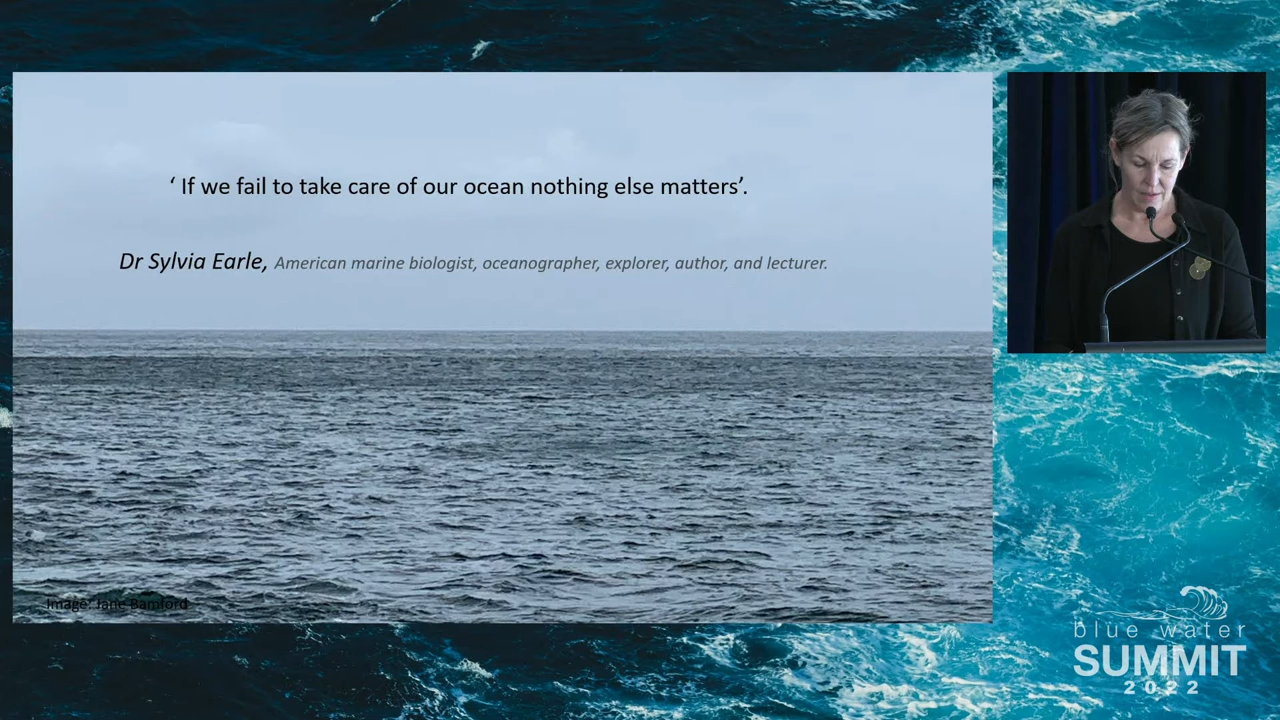 ‘ If we fail to take care of our ocean nothing else matters’.
Dr Sylvia Earle, American marine biologist, oceanographer, explorer, author, and lecturer.
Image: Jane Bamford
blue water
SUMMIT
2022